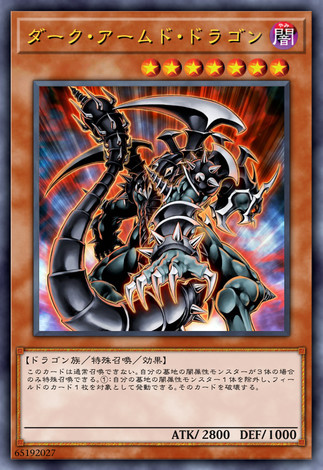 ダーク・アームド・ドラゴン
やみ
闇
【ドラゴン族／特殊召喚／効果】
このカードは通常召喚できない。自分の墓地の闇属性モンスターが３体の場合
のみ特殊召喚できる。①：自分の墓地の闇属性モンスター１体を除外し、フィー
ルドのカード１枚を対象として発動できる。そのカードを破壊する。
ATK/ 2800 DEF/1000
65192027